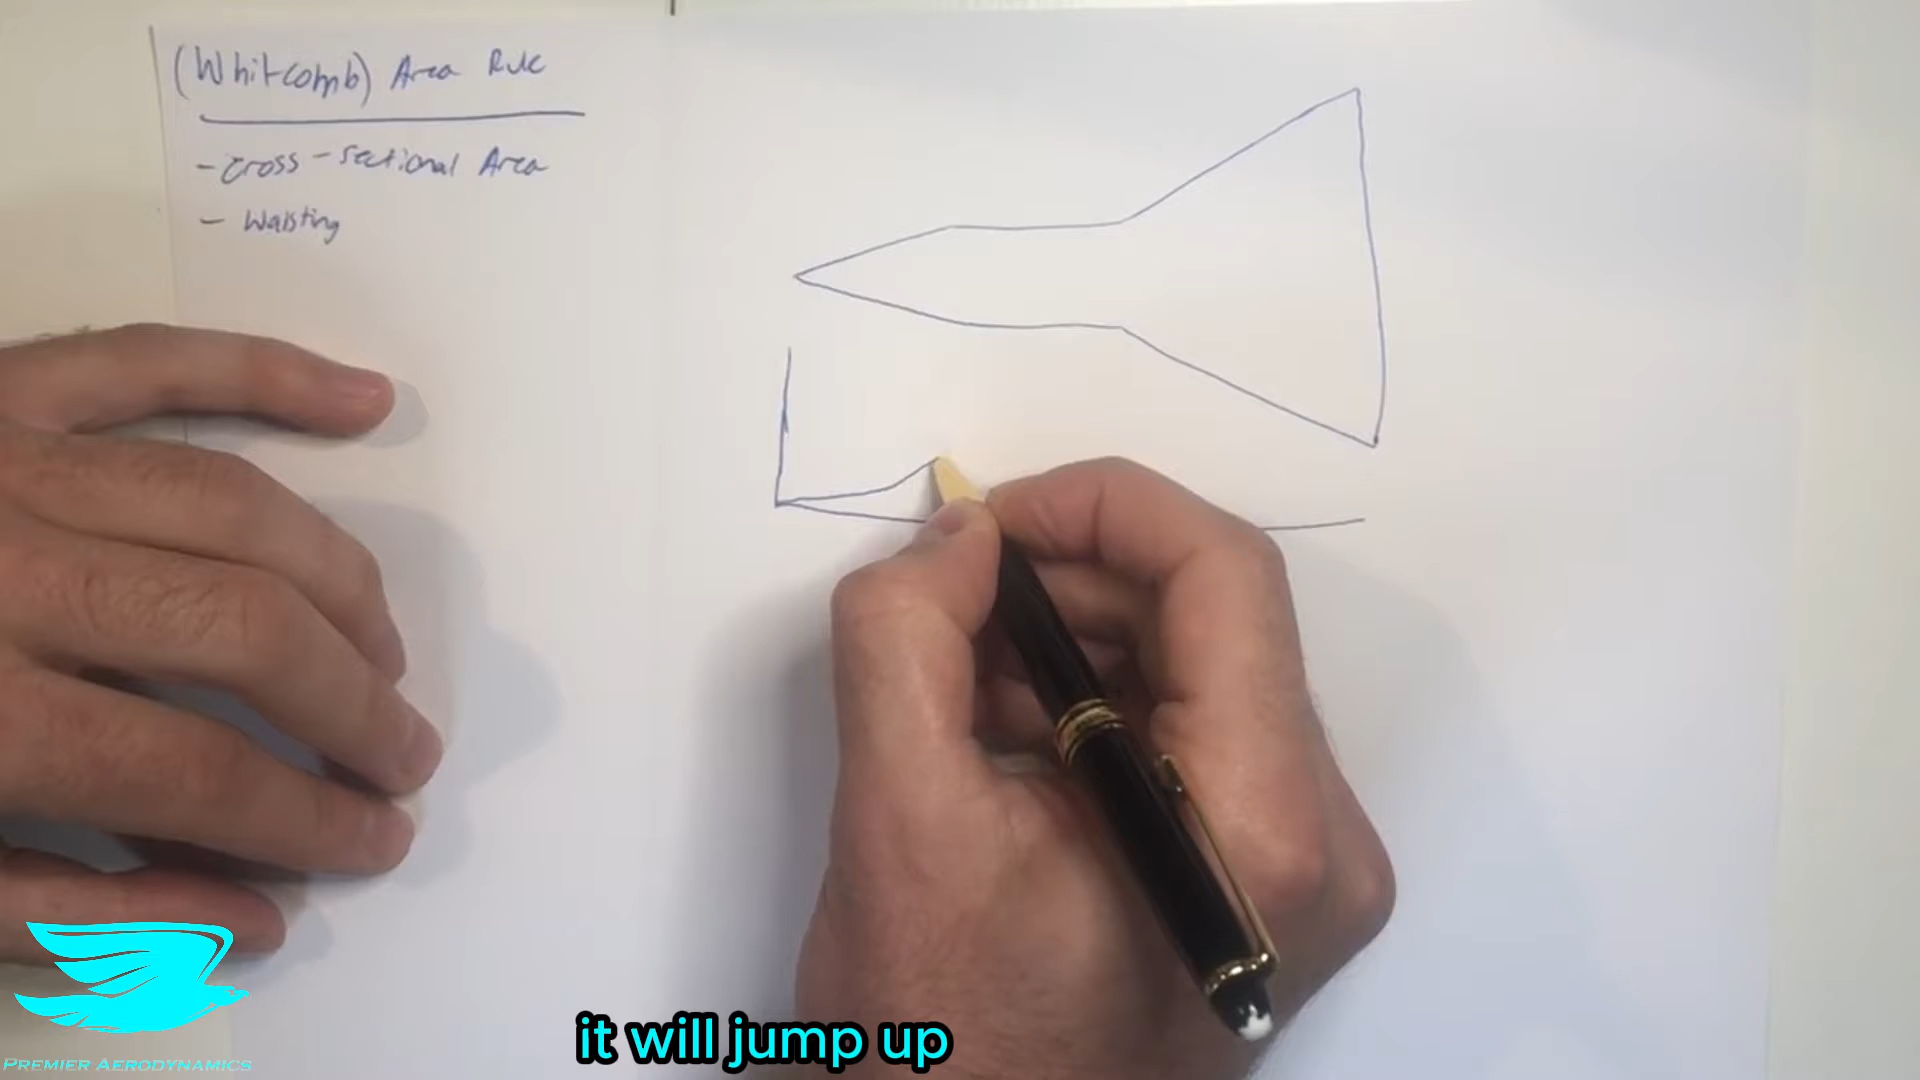 (Whitcomb) Area Rule
- Cross-Sectional Area
- Waisting
it will jump up
PREMIER AERODYNAMICS